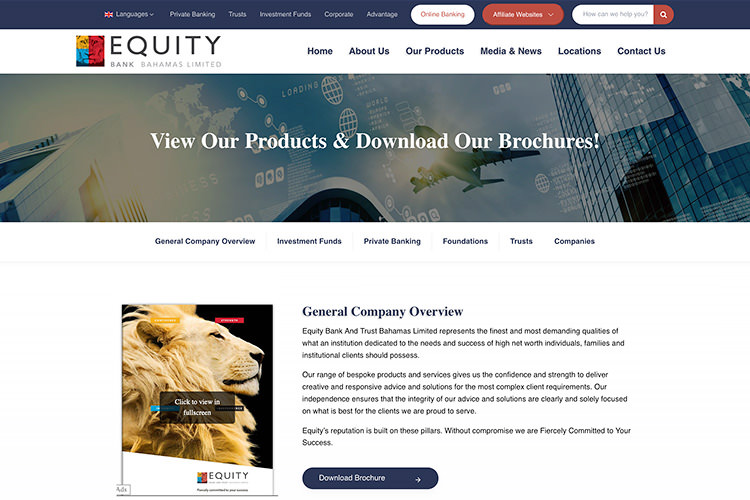 Languages Private Banking Trusts Investment Funds Corporate Advantage Online Banking Affiliate Websites How can we help you?
EQUITY
BANK BAHAMAS LIMITED
Home About Us Our Products Media & News Locations Contact Us
LOADING
WORLD
EUROPE
View Our Products & Download Our Brochures!
General Company Overview Investment Funds Private Banking Foundations Trusts Companies
General Company Overview
Equity Bank And Trust Bahamas Limited represents the finest and most demanding qualities of
what an institution dedicated to the needs and success of high net worth individuals, families and
institutional clients should possess.
Our range of bespoke products and services gives us the confidence and strength to deliver
creative and responsive advice and solutions for the most complex client requirements. Our
independence ensures that the integrity of our advice and solutions are clearly and solely focused
on what is best for the clients we are proud to serve.
Equity's reputation is built on these pillars. Without compromise we are Fiercely Committed to Your
Success.
Download Brochure
Click to view in
fullscreen
EQUITY
Fiercely committed to your success
Ads